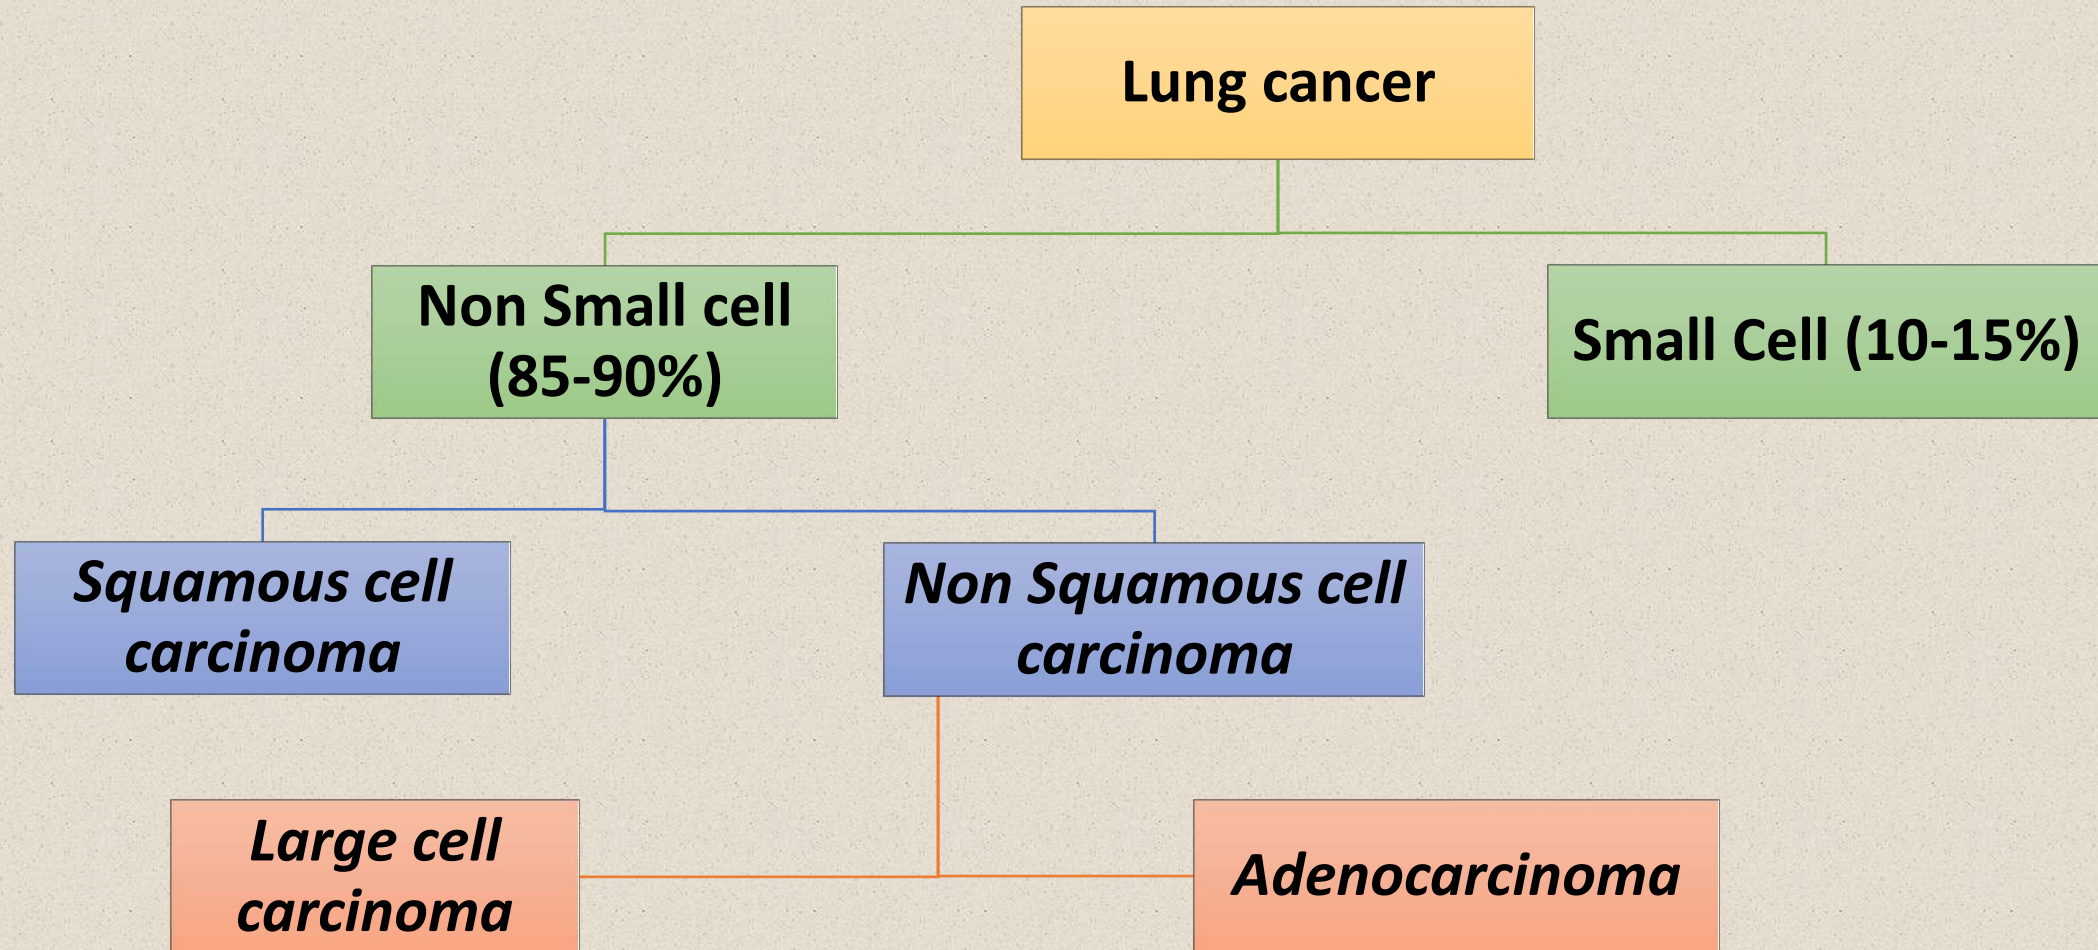 Lung cancer
Non Small cell
(85-90%)
Small Cell (10-15%)
Squamous cell
carcinoma
Non Squamous cell
carcinoma
Large cell
carcinoma
Adenocarcinoma